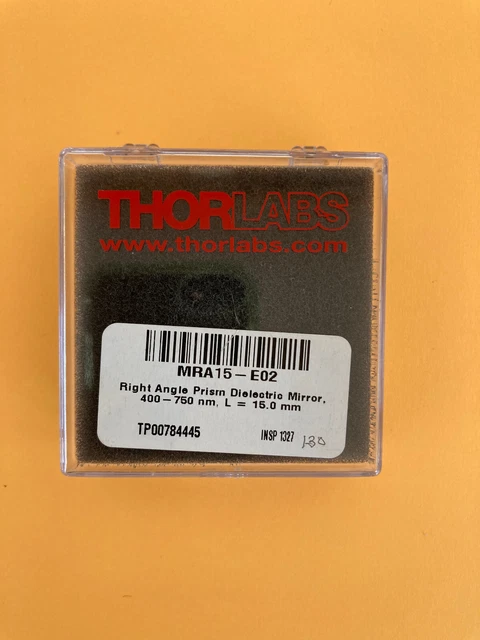 THORLABS
www.thorlabs.com
MRA15-E02
Right Angle Prism Dielectric Mirror,
400-750 nm, L = 15.0 mm
TP00784445 INSP 1327